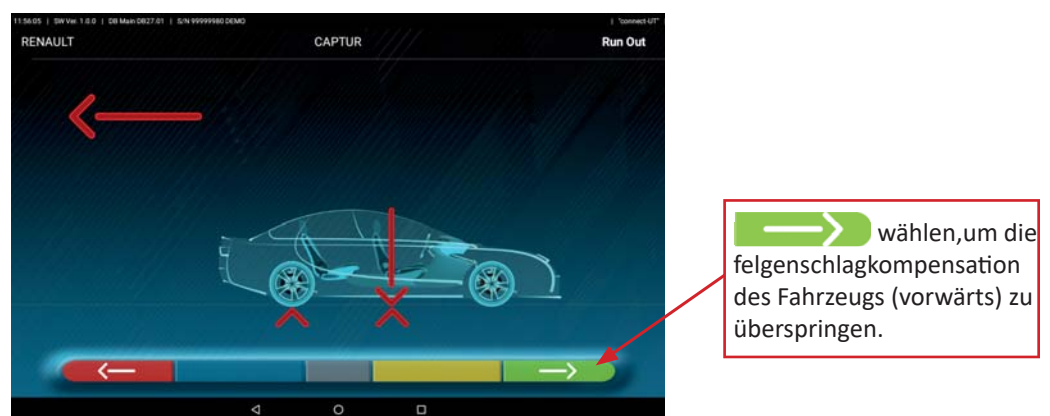 11:56:05 | SW Ver. 1.0.0 | DB Main DB27.01 | S/N 99999980 DEMO | "connect-UT"
RENAULT CAPTUR Run Out
wählen,um die
felgenschlagkompensation
des Fahrzeugs (vorwärts) zu
überspringen.